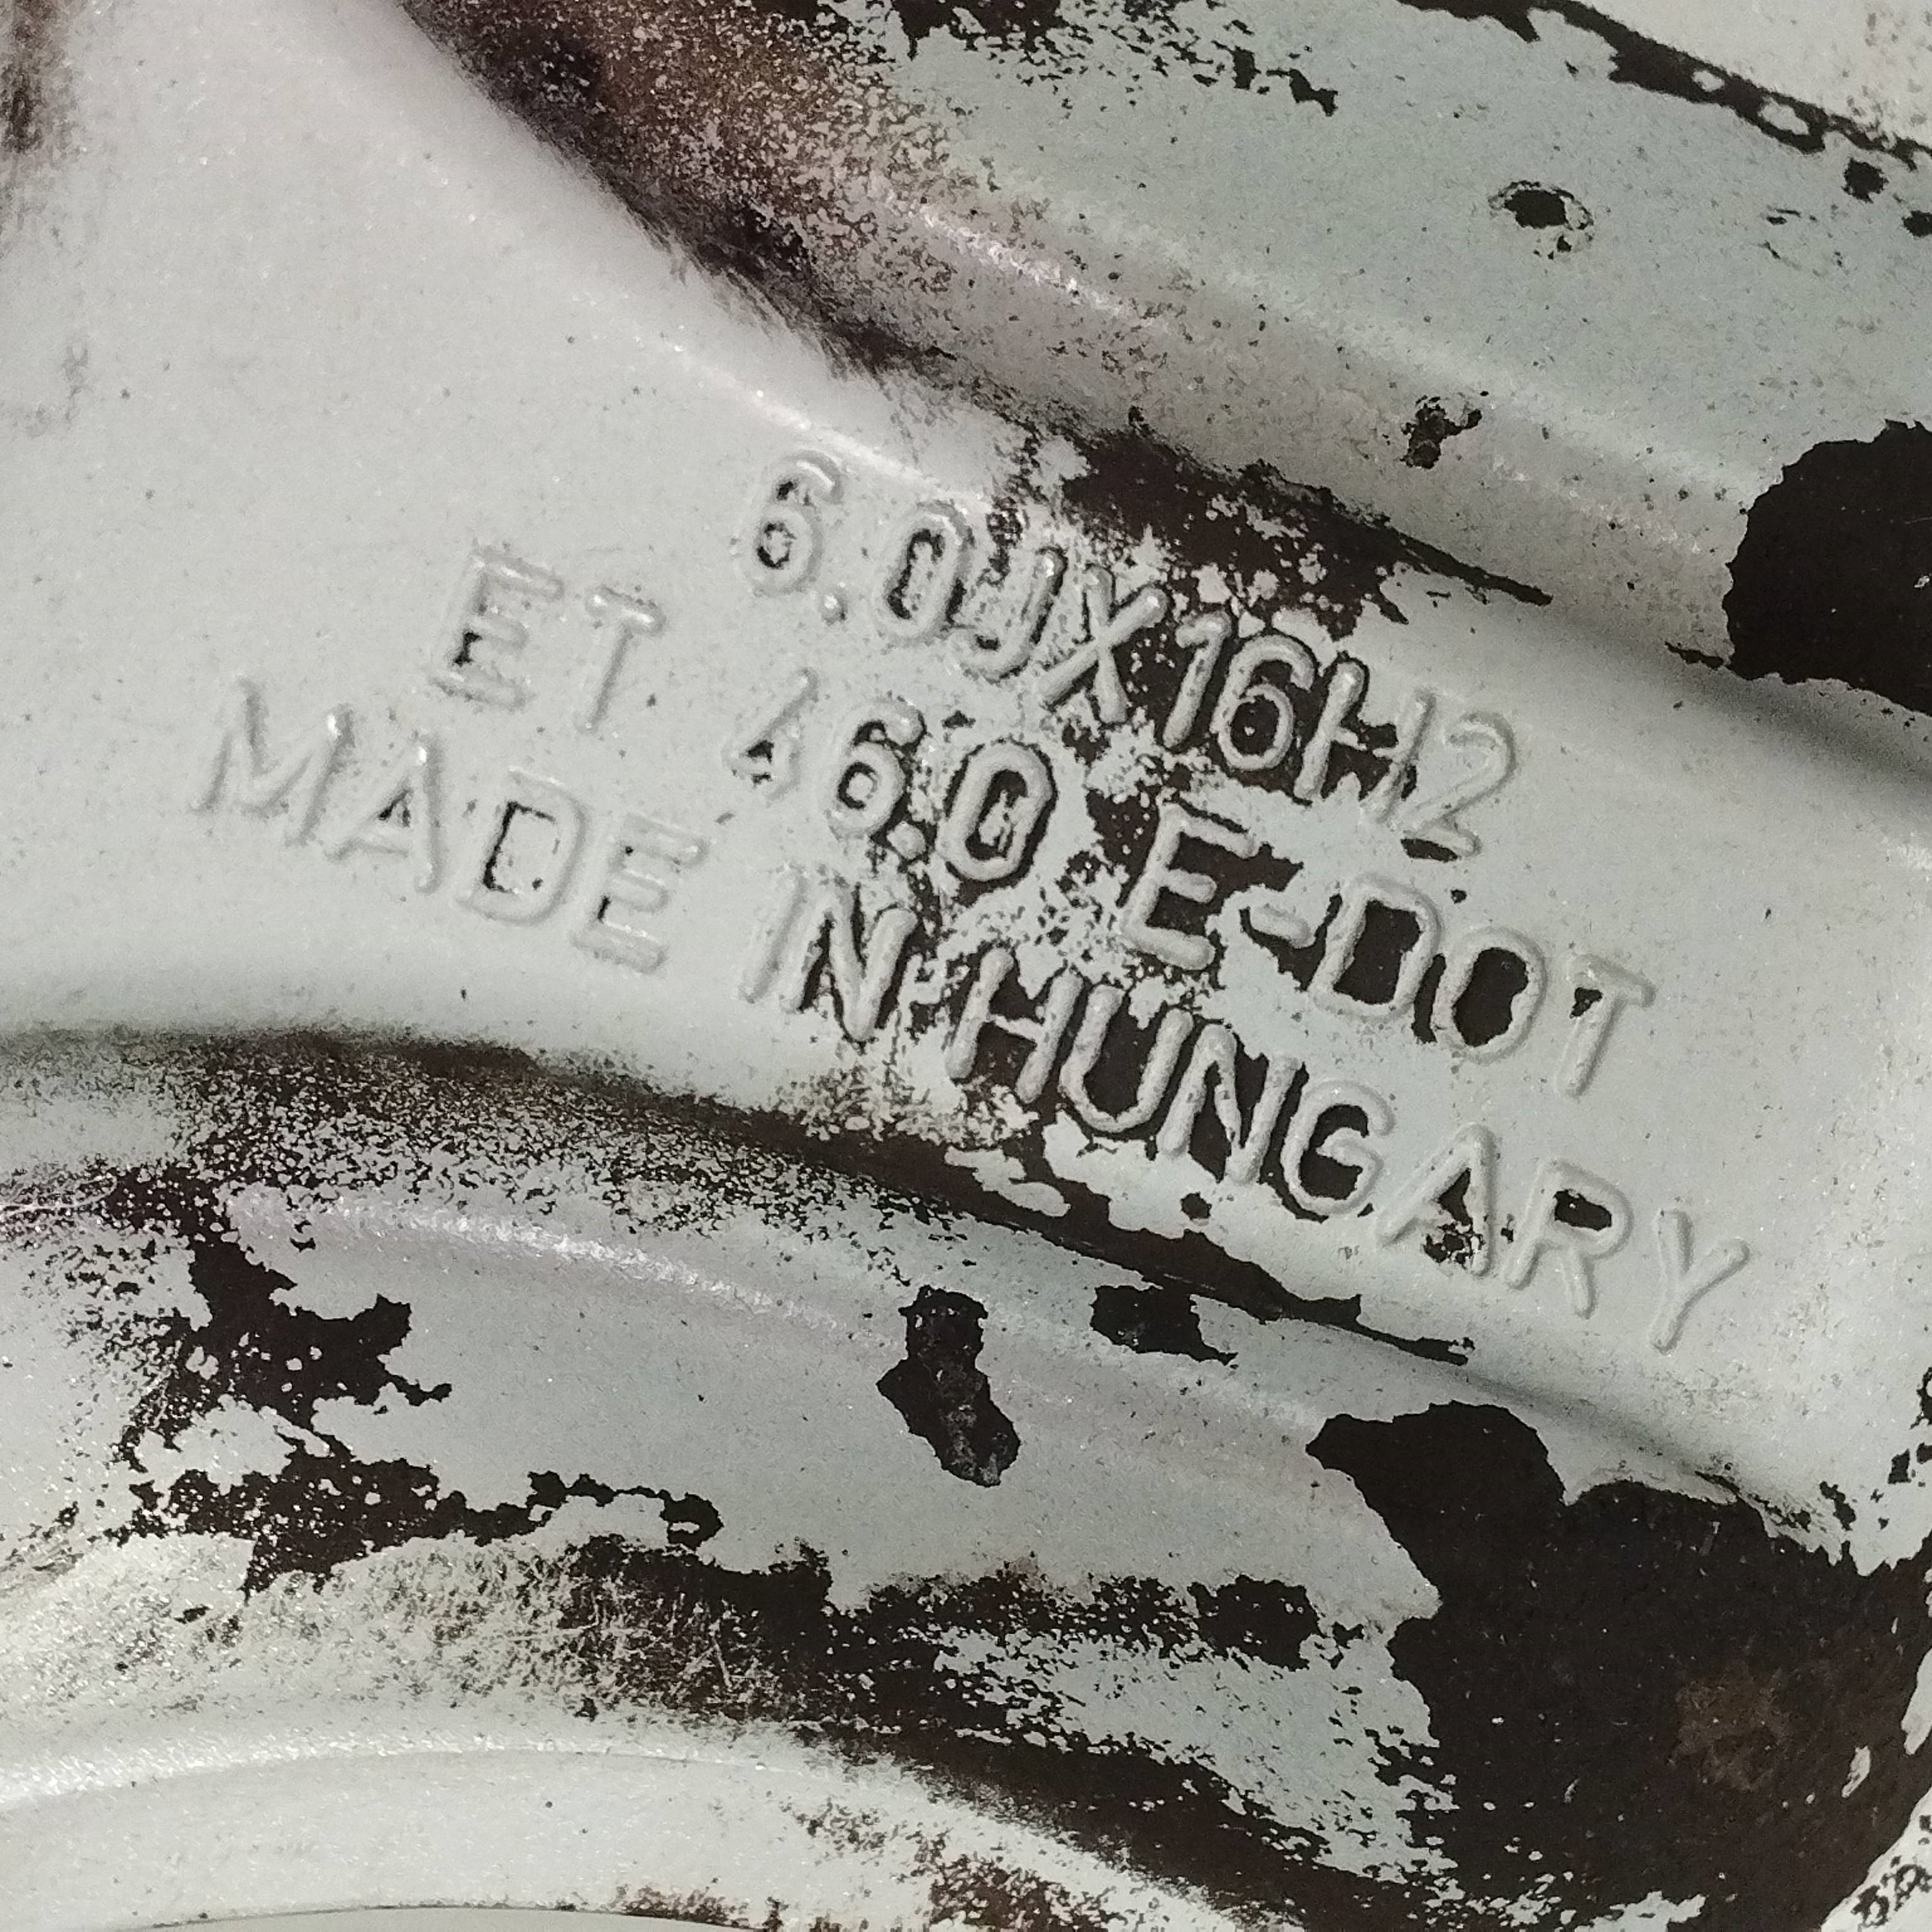 6.0JX16H2
ET 46.0 E-DOT
MADE IN HUNGARY